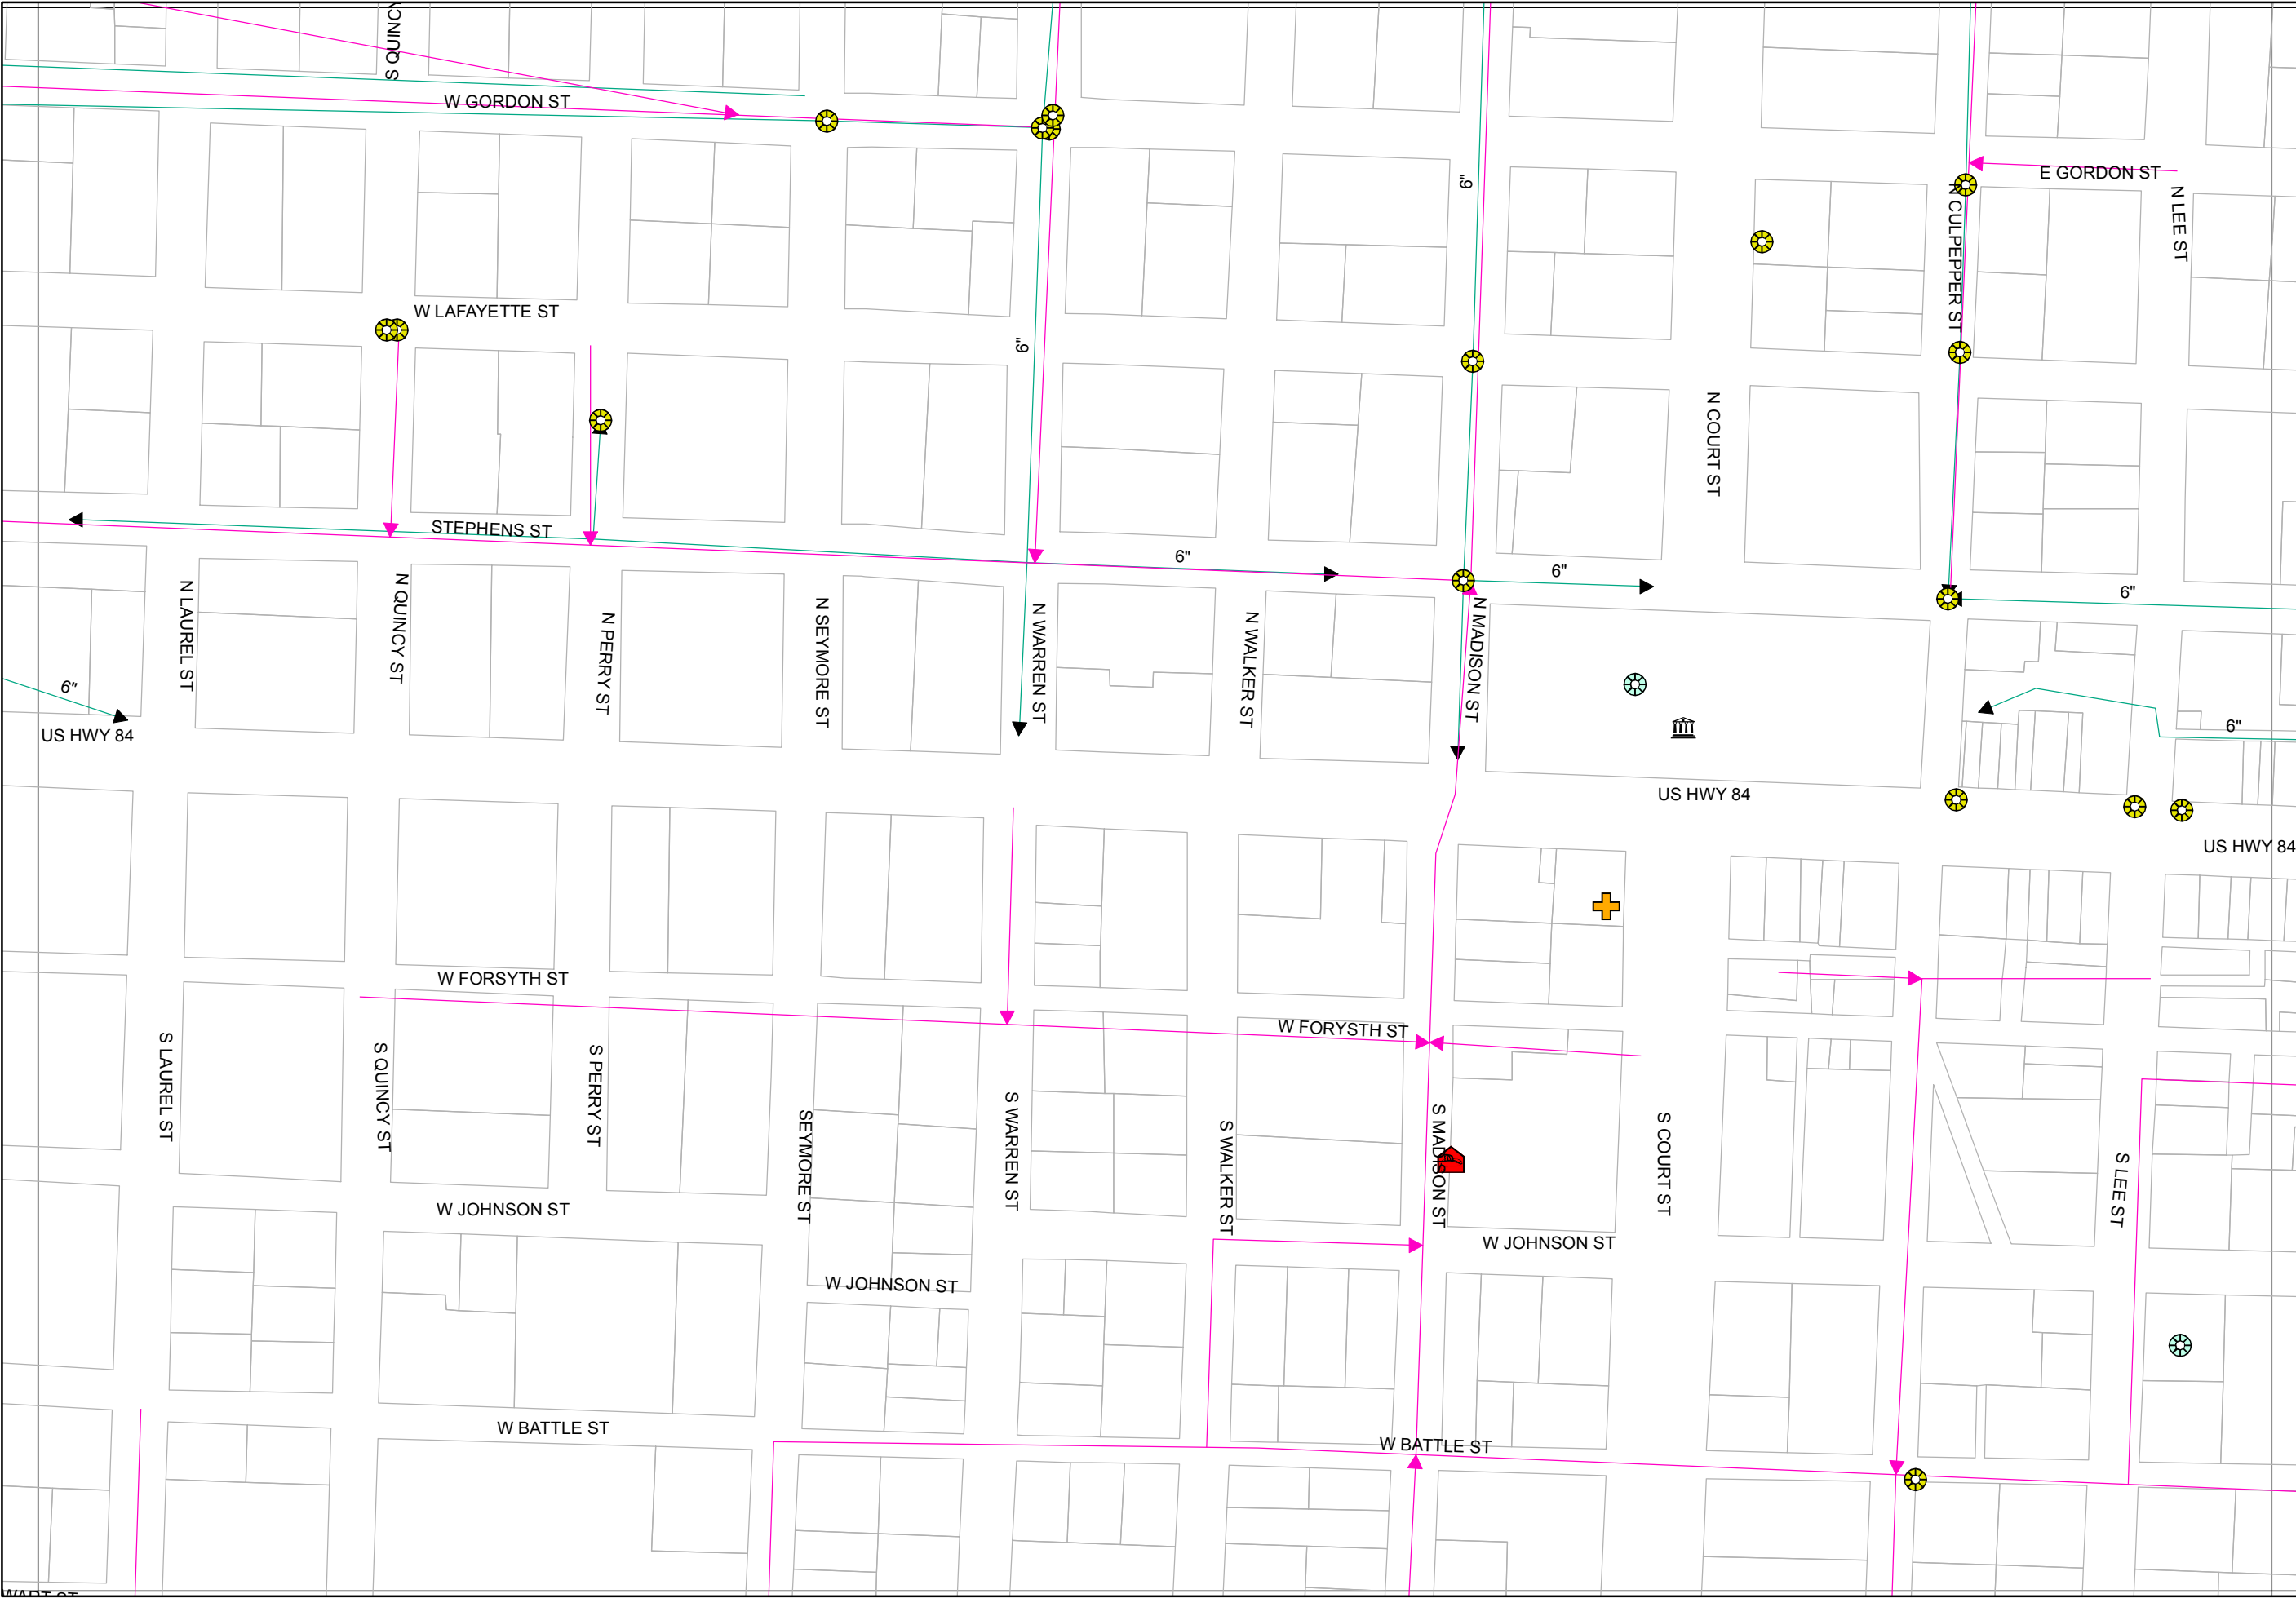 S QUINCY
W GORDON ST
E GORDON ST
6"
N CULPEPPER ST
N LEE ST
W LAFAYETTE ST
6"
N COURT ST
STEPHENS ST
6"
6"
6"
N LAUREL ST
N QUINCY ST
N PERRY ST
N SEYMORE ST
N WARREN ST
N WALKER ST
N MADISON ST
6"
US HWY 84
6"
US HWY 84
US HWY 84
W FORSYTH ST
W FORYSTH ST
S LAUREL ST
S QUINCY ST
S PERRY ST
SEYMORE ST
S WARREN ST
S WALKER ST
S MADISON ST
S COURT ST
S LEE ST
W JOHNSON ST
W JOHNSON ST
W JOHNSON ST
W BATTLE ST
W BATTLE ST